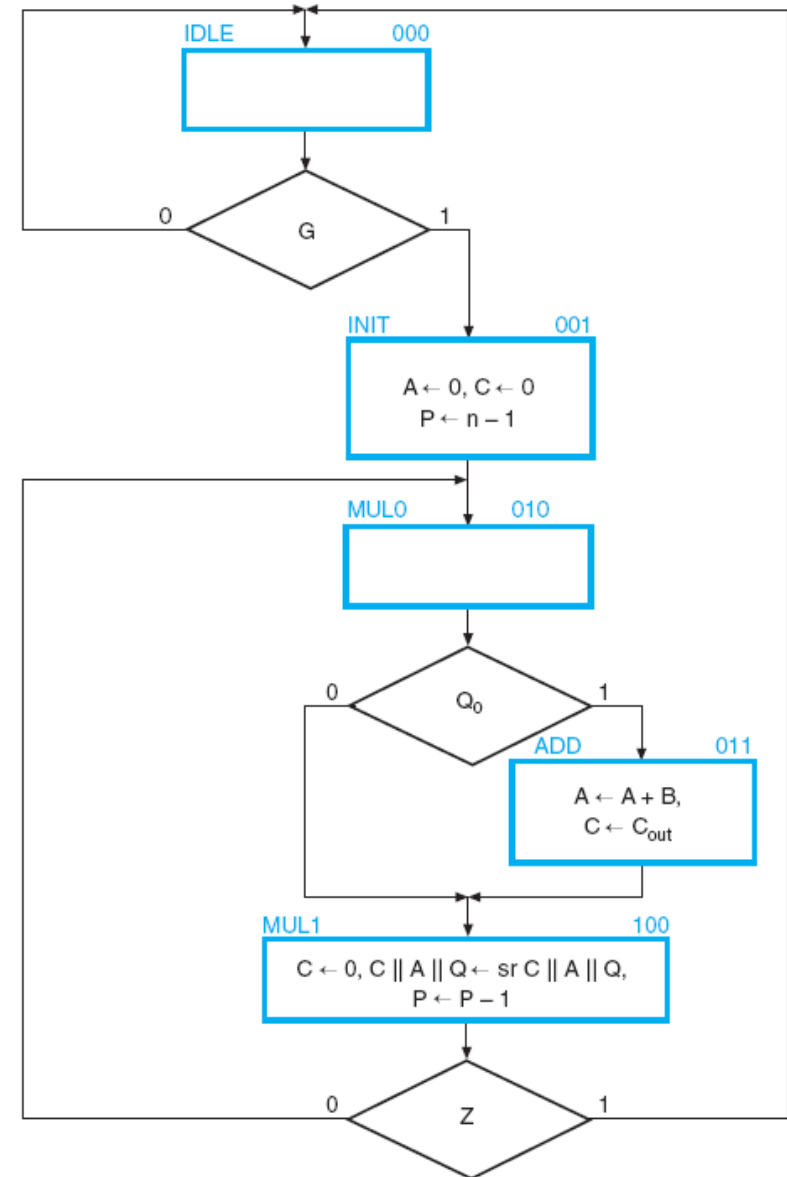 IDLE 000
0 G 1
INIT 001
A ← 0, C ← 0
P ← n – 1
MUL0 010
0 Q₀ 1
ADD 011
A ← A + B,
C ← Cₒᵤₜ
MUL1 100
C ← 0, C || A || Q ← sr C || A || Q,
P ← P – 1
0 Z 1